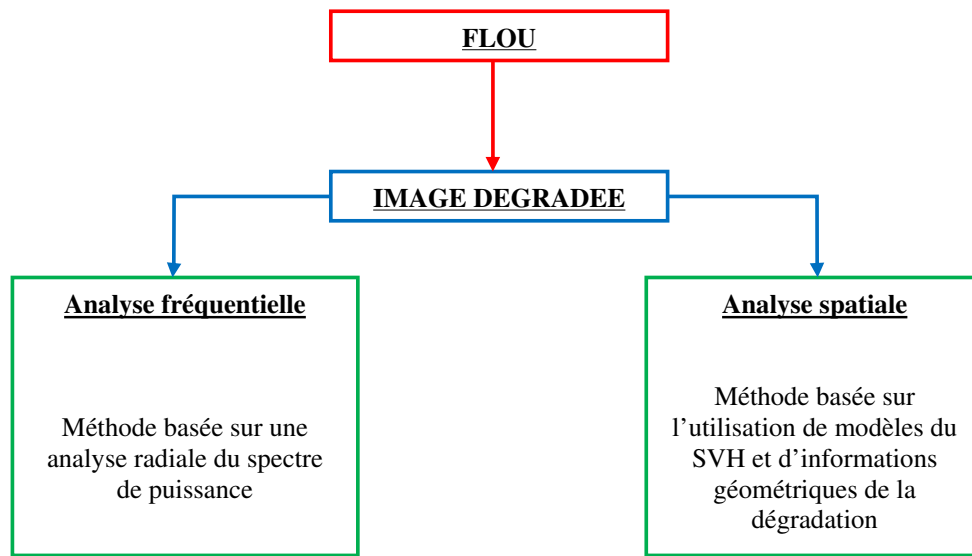 FLOU
IMAGE DEGRADEE
Analyse fréquentielle
Méthode basée sur une
analyse radiale du spectre
de puissance
Analyse spatiale
Méthode basée sur
l’utilisation de modèles du
SVH et d’informations
géométriques de la
dégradation